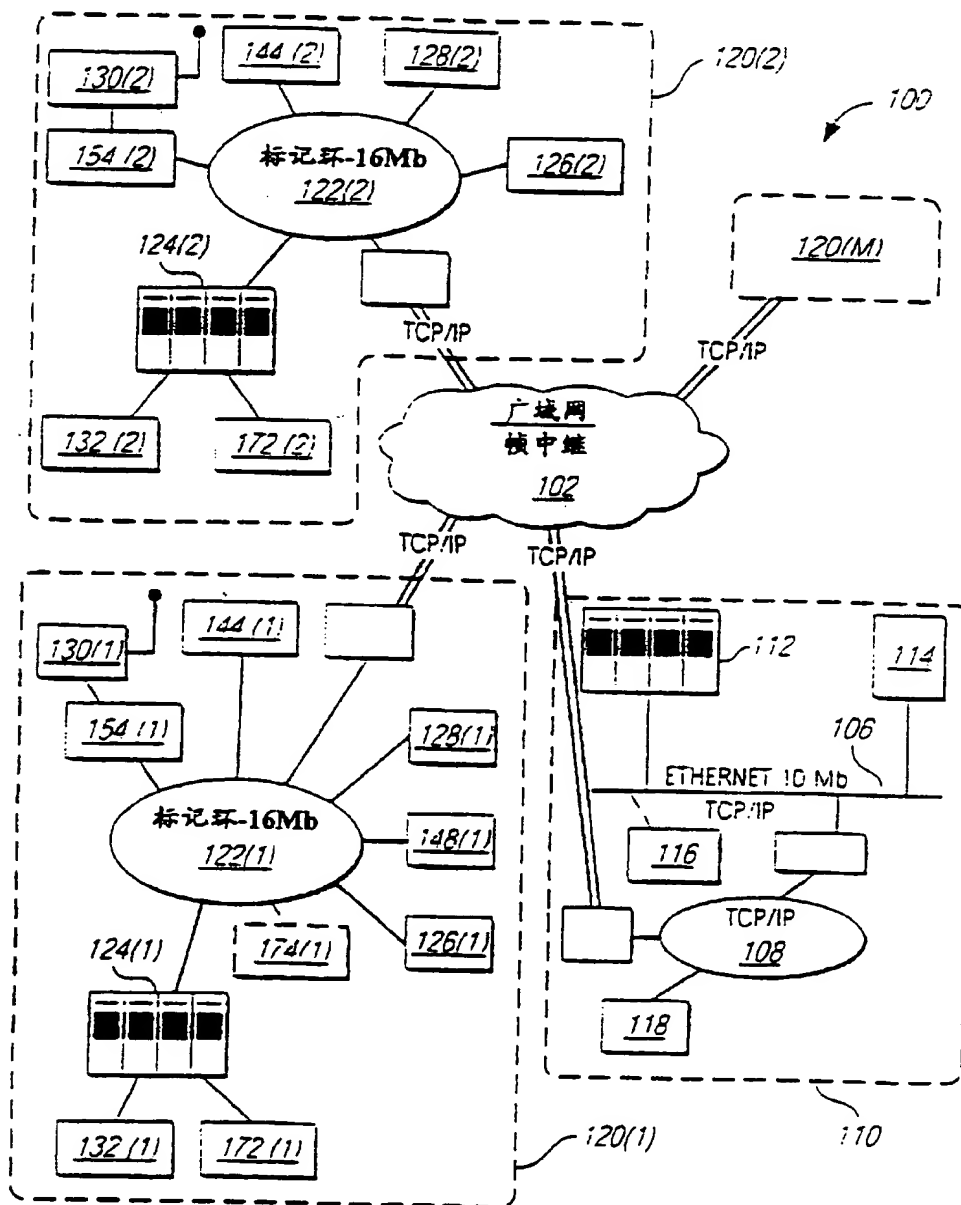 144(2)
128(2)
120(2)
130(2)
100
154(2)
标记环-16Mb
122(2)
126(2)
124(2)
120(M)
TCP/IP
TCP/IP
广域网
帧中继
102
132(2)
172(2)
TCP/IP
TCP/IP
144(1)
130(1)
112
114
154(1)
128(1)
106
ETHERNET 10 Mb
TCP/IP
标记环-16Mb
122(1)
148(1)
116
174(1)
126(1)
TCP/IP
108
124(1)
118
132(1)
172(1)
120(1)
110